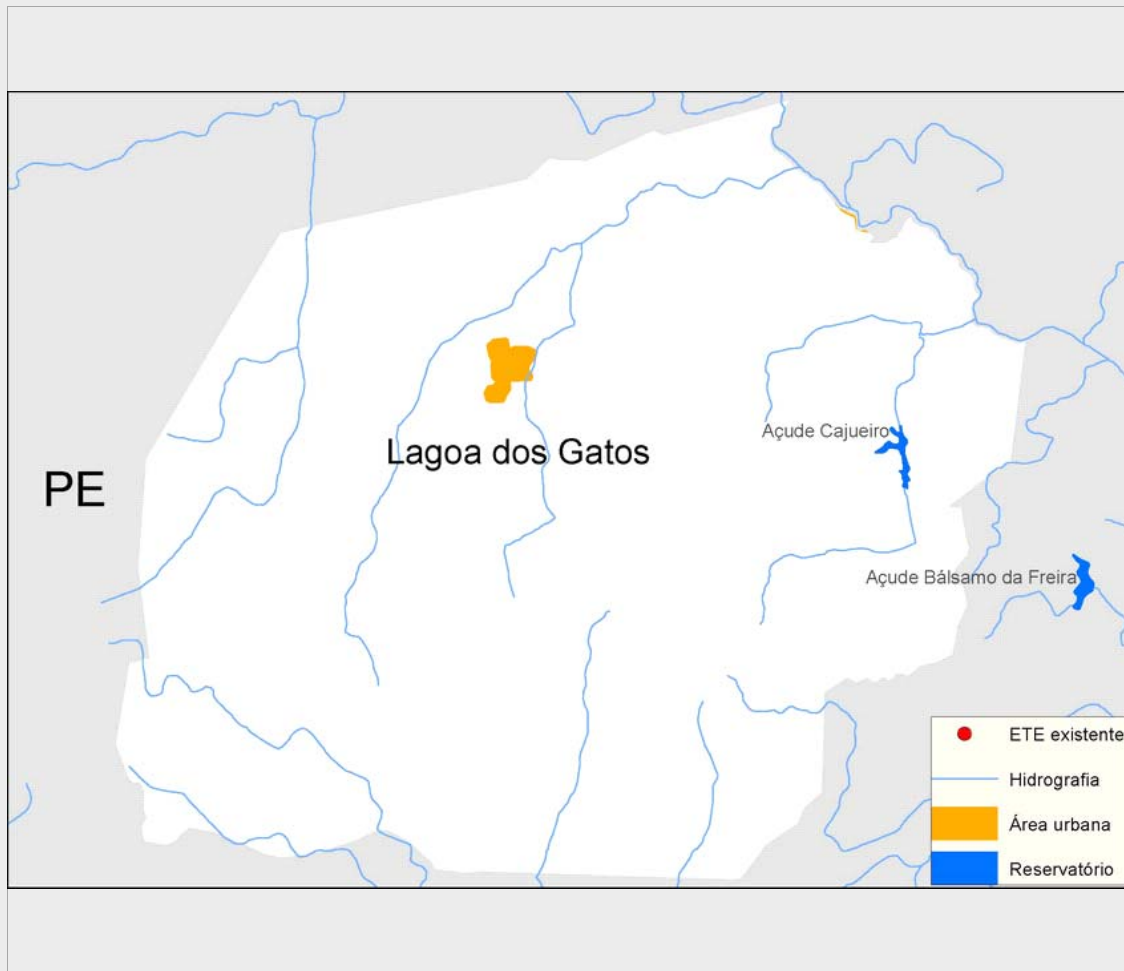 Açude Cajueiro
Lagoa dos Gatos
PE
Açude Bálsamo da Freira
ETE existente
Hidrografia
Área urbana
Reservatório